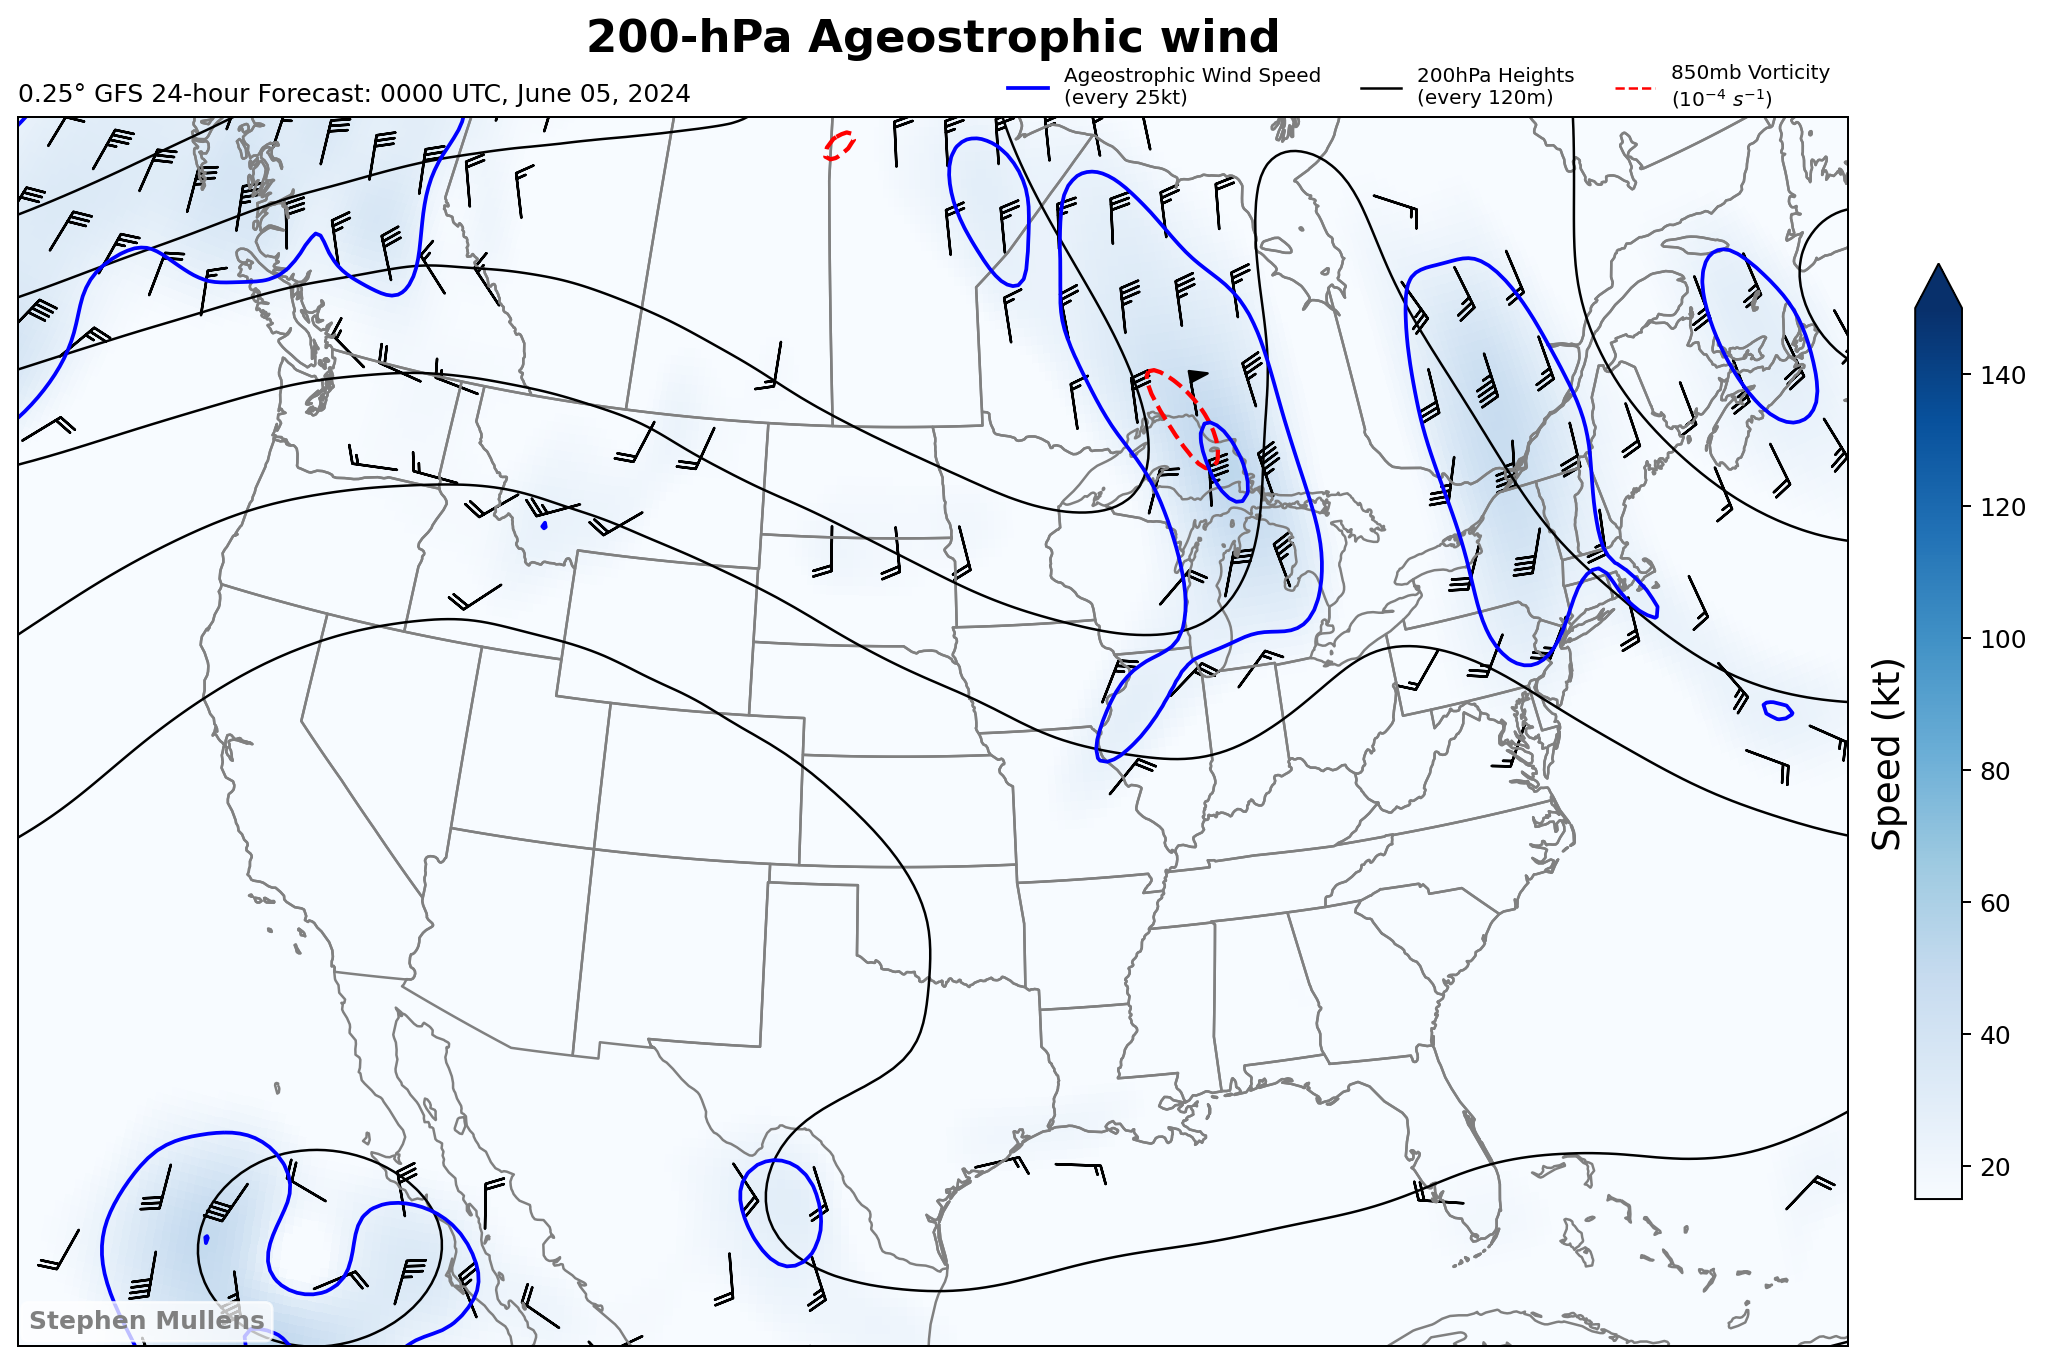 200-hPa Ageostrophic wind
0.25° GFS 24-hour Forecast: 0000 UTC, June 05, 2024
Ageostrophic Wind Speed
(every 25kt)
200hPa Heights
(every 120m)
850mb Vorticity
(10⁻⁴ s⁻¹)
140
120
100
80
60
40
20
Speed (kt)
Stephen Mullens